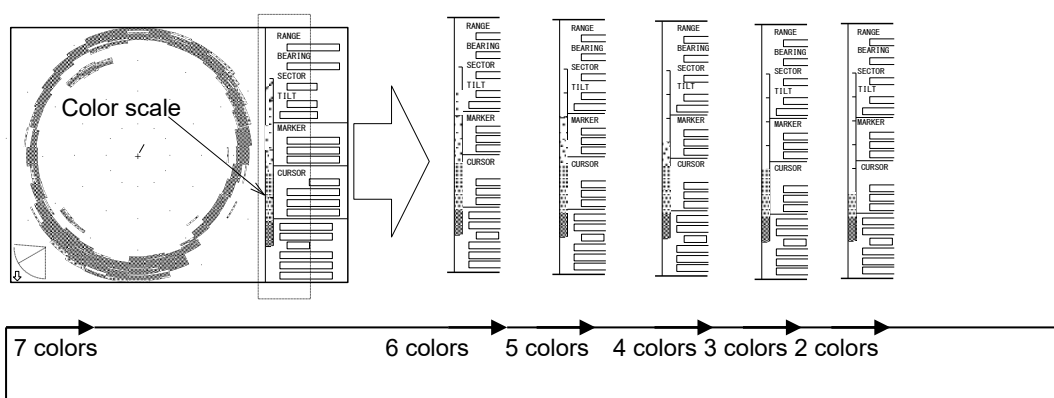 RANGE
BEARING
SECTOR
TILT
MARKER
CURSOR
Color scale
RANGE
BEARING
SECTOR
TILT
MARKER
CURSOR
RANGE
BEARING
SECTOR
TILT
MARKER
CURSOR
RANGE
BEARING
SECTOR
TILT
MARKER
CURSOR
RANGE
BEARING
SECTOR
TILT
MARKER
CURSOR
RANGE
BEARING
SECTOR
TILT
MARKER
CURSOR
7 colors 6 colors 5 colors 4 colors 3 colors 2 colors